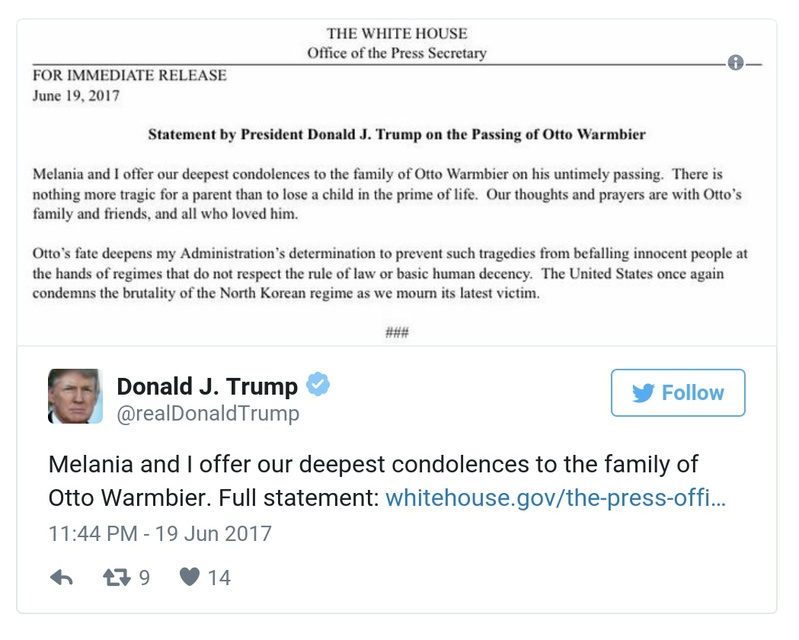 THE WHITE HOUSE
Office of the Press Secretary
FOR IMMEDIATE RELEASE
June 19, 2017
Statement by President Donald J. Trump on the Passing of Otto Warmbier
Melania and I offer our deepest condolences to the family of Otto Warmbier on his untimely passing.  There is
nothing more tragic for a parent than to lose a child in the prime of life.  Our thoughts and prayers are with Otto's
family and friends, and all who loved him.
Otto's fate deepens my Administration's determination to prevent such tragedies from befalling innocent people at
the hands of regimes that do not respect the rule of law or basic human decency.  The United States once again
condemns the brutality of the North Korean regime as we mourn its latest victim.
###
Donald J. Trump
@realDonaldTrump
Follow
Melania and I offer our deepest condolences to the family of
Otto Warmbier. Full statement: whitehouse.gov/the-press-offi…
11:44 PM - 19 Jun 2017
9 14